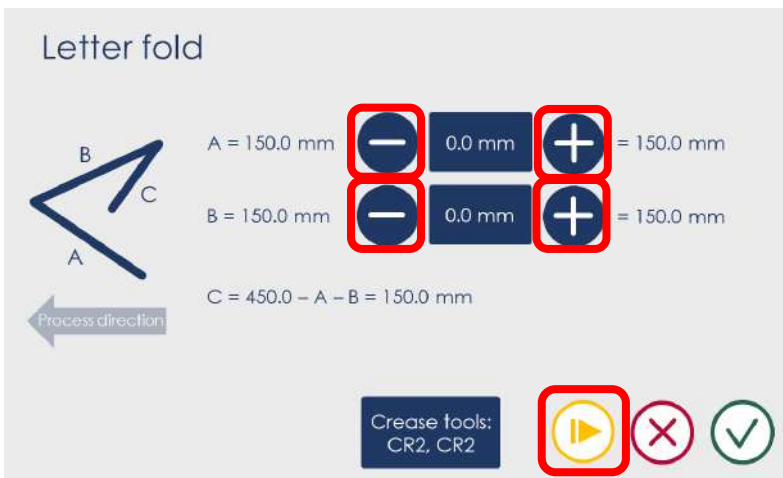 Letter fold
A = 150.0 mm − 0.0 mm + = 150.0 mm
B
C
B = 150.0 mm − 0.0 mm + = 150.0 mm
A
C = 450.0 – A – B = 150.0 mm
Process direction
Crease tools:
CR2, CR2